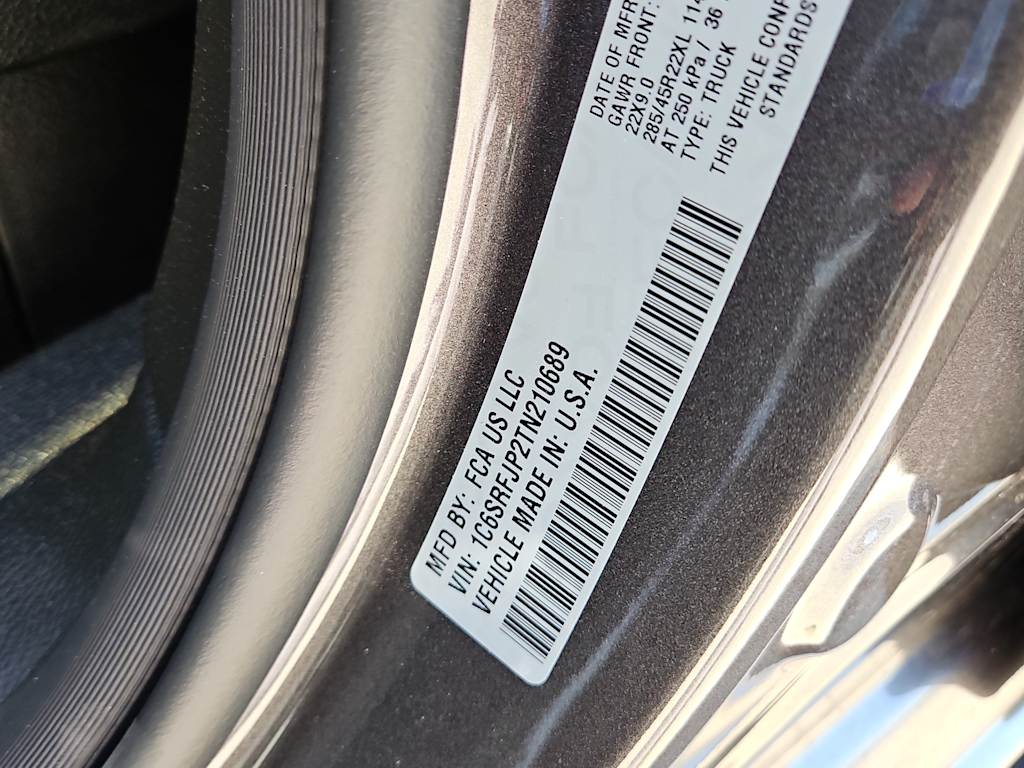 MFD BY: FCA US LLC
VIN: 1C6SRFJP2TN210689
VEHICLE MADE IN: U.S.A.
DATE OF MFR
GAWR FRONT:
22X9.0
285/45R22XL 114
AT 250 kPa / 36
TYPE: TRUCK
THIS VEHICLE CONF
STANDARDS